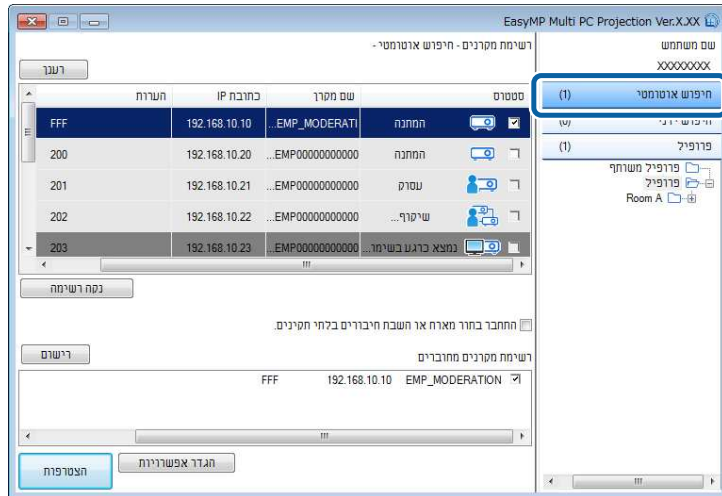 EasyMP Multi PC Projection Ver.X.XX
שם משתמש
XXXXXXXX
חיפוש אוטומטי (1)
חיפוש ידני (0)
פרופיל (1)
פרופיל משותף
פרופיל
Room A
רשימת מקרנים - חיפוש אוטומטי -
רענן
סטטוס שם מקרן כתובת IP הערות
המתנה EMP_MODERATI... 192.168.10.10 FFF
המתנה EMP00000000000... 192.168.10.20 200
עסוק EMP00000000000... 192.168.10.21 201
שיקוף... EMP00000000000... 192.168.10.22 202
נמצא כרגע בשימו... EMP00000000000... 192.168.10.23 203
נקה רשימה
התחבר בתור מארח או השבת חיבורים בלתי תקינים.
רשימת מקרנים מחוברים
רישום
EMP_MODERATION 192.168.10.10 FFF
הגדר אפשרויות
הצטרפות